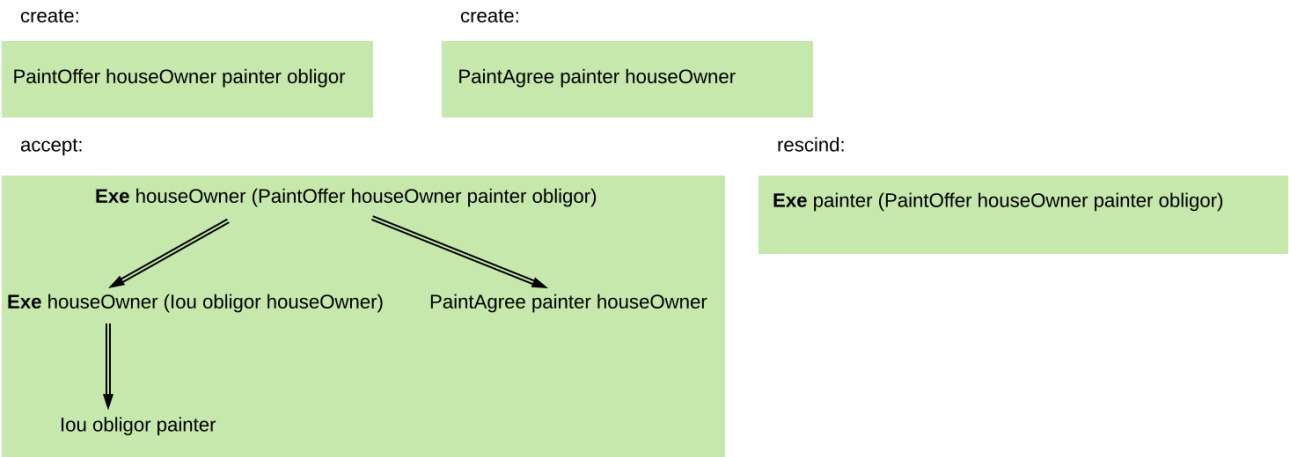 create:
create:
PaintOffer houseOwner painter obligor
PaintAgree painter houseOwner
accept:
rescind:
Exe houseOwner (PaintOffer houseOwner painter obligor)
Exe painter (PaintOffer houseOwner painter obligor)
Exe houseOwner (Iou obligor houseOwner)
PaintAgree painter houseOwner
Iou obligor painter